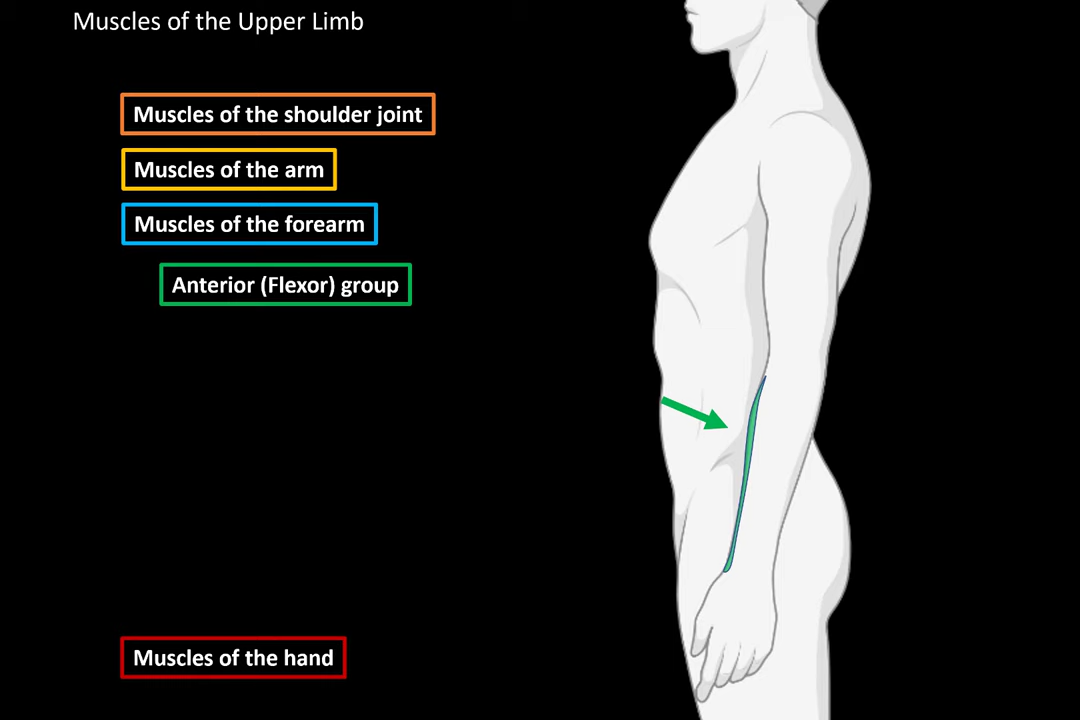 Muscles of the Upper Limb
Muscles of the shoulder joint
Muscles of the arm
Muscles of the forearm
Anterior (Flexor) group
Muscles of the hand